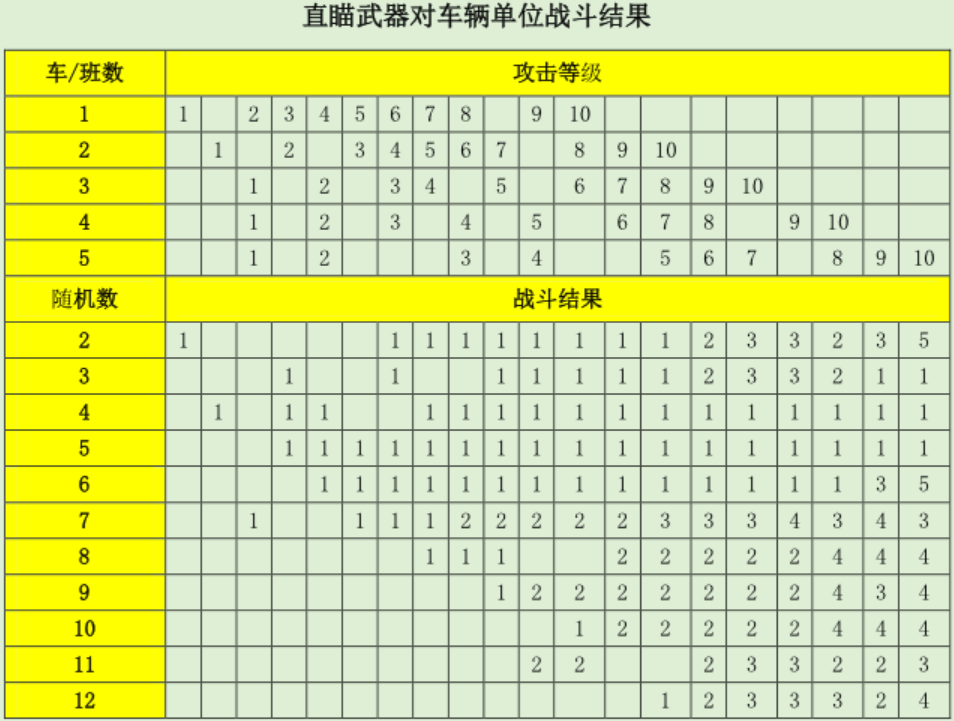 直瞄武器对车辆单位战斗结果
车/班数 攻击等级
1 1 2 3 4 5 6 7 8 9 10
2 1 2 3 4 5 6 7 8 9 10
3 1 2 3 4 5 6 7 8 9 10
4 1 2 3 4 5 6 7 8 9 10
5 1 2 3 4 5 6 7 8 9 10
随机数 战斗结果
2 1 1 1 1 1 1 1 1 1 2 3 3 2 3 5
3 1 1 1 1 1 1 1 2 3 3 2 1 1
4 1 1 1 1 1 1 1 1 1 1 1 1 1 1 1 1 1
5 1 1 1 1 1 1 1 1 1 1 1 1 1 1 1 1 1
6 1 1 1 1 1 1 1 1 1 1 1 1 1 1 3 5
7 1 1 1 1 2 2 2 2 2 3 3 3 4 3 4 3
8 1 1 1 2 2 2 2 2 4 4 4
9 1 2 2 2 2 2 2 2 4 3 4
10 1 2 2 2 2 2 4 4 4
11 2 2 2 3 3 2 2 3
12 1 2 3 3 3 2 4